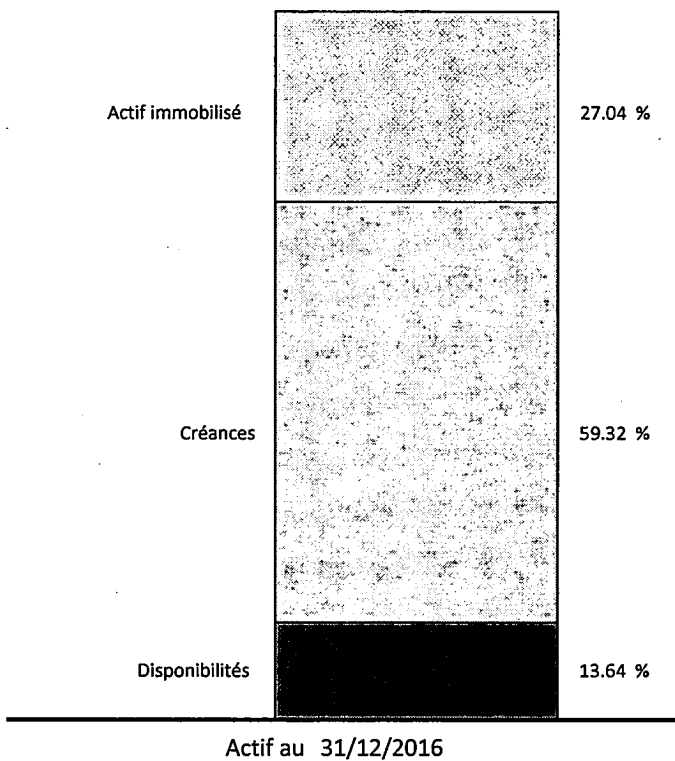 Actif immobilisé 27.04 %
Créances 59.32 %
Disponibilités 13.64 %
Actif au 31/12/2016